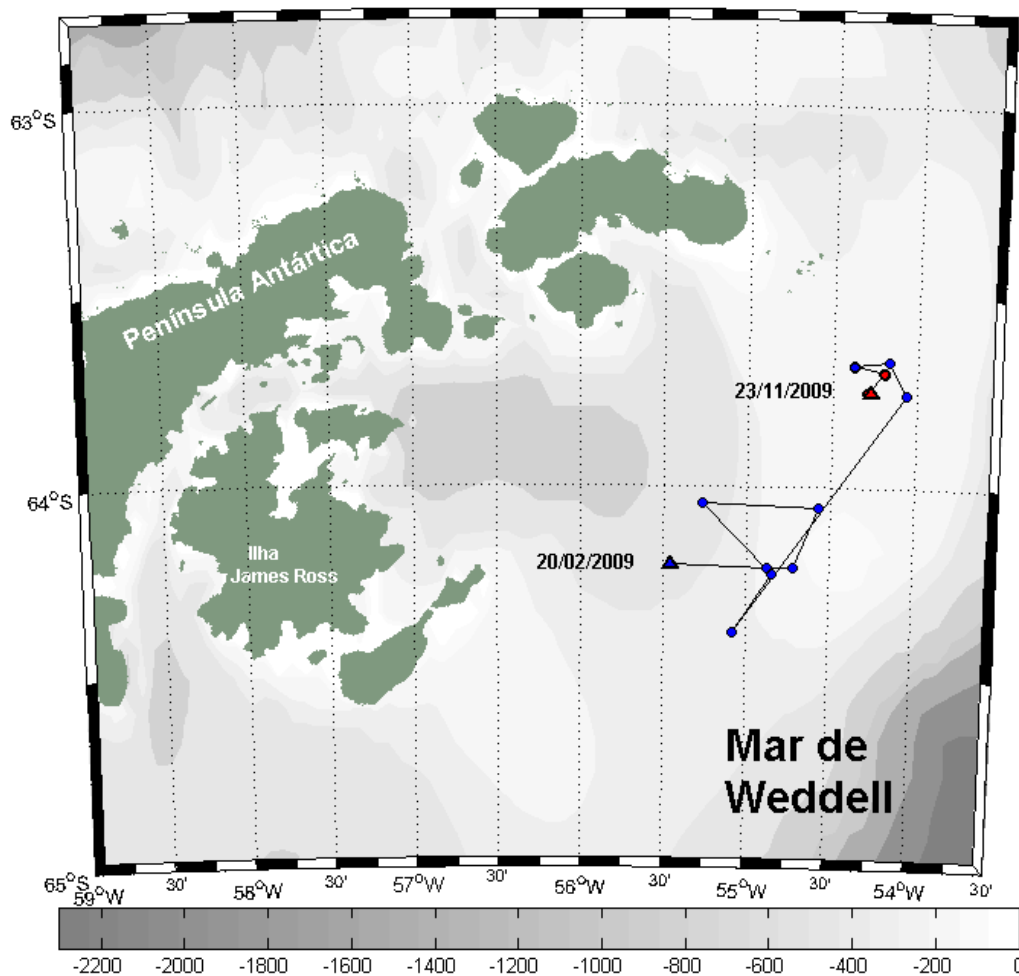 63°S
Península Antártica
23/11/2009
64°S
20/02/2009
Ilha
James Ross
Mar de
Weddell
65°S
59°W
30'
58°W
30'
57°W
30'
56°W
30'
55°W
30'
54°W
30'
-2200
-2000
-1800
-1600
-1400
-1200
-1000
-800
-600
-400
-200
0